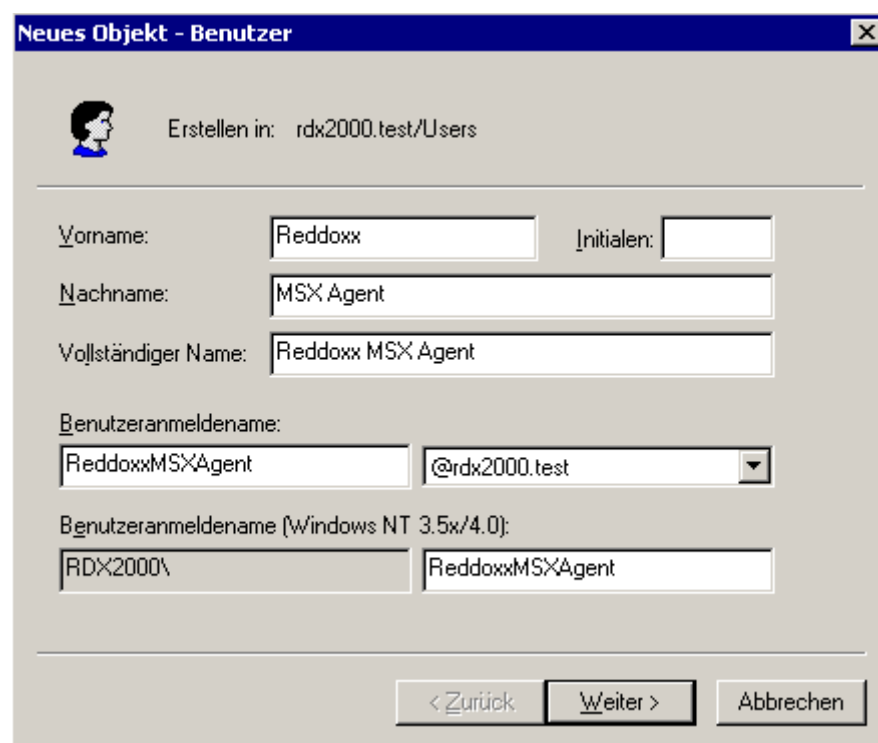 Neues Objekt - Benutzer
Erstellen in: rdx2000.test/Users
Vorname: Reddoxx Initialen:
Nachname: MSX Agent
Vollständiger Name: Reddoxx MSX Agent
Benutzeranmeldename:
ReddoxxMSXAgent @rdx2000.test
Benutzeranmeldename (Windows NT 3.5x/4.0):
RDX2000\ ReddoxxMSXAgent
< Zurück Weiter > Abbrechen